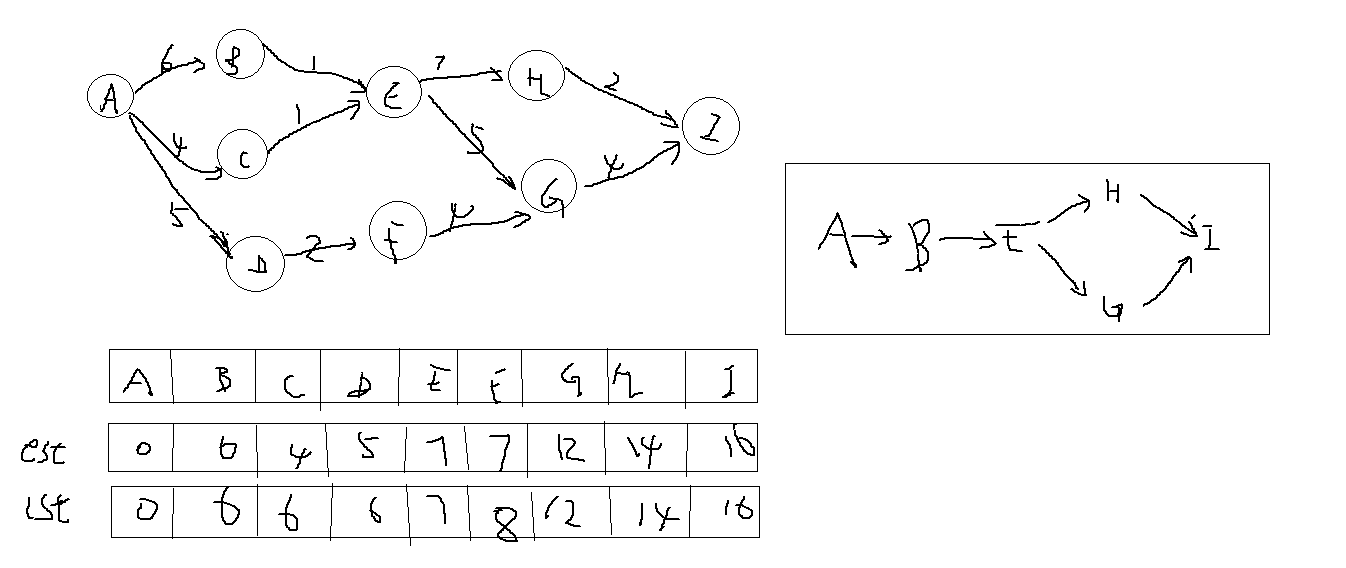 6 B 1 7 H 2
A E I
4 C 1 5 4
5 G
D 2 F 4
A → B → E → H → I
G
A B C D E F G H I
est 0 6 4 5 7 7 12 14 16
lst 0 6 6 6 7 8 12 14 16